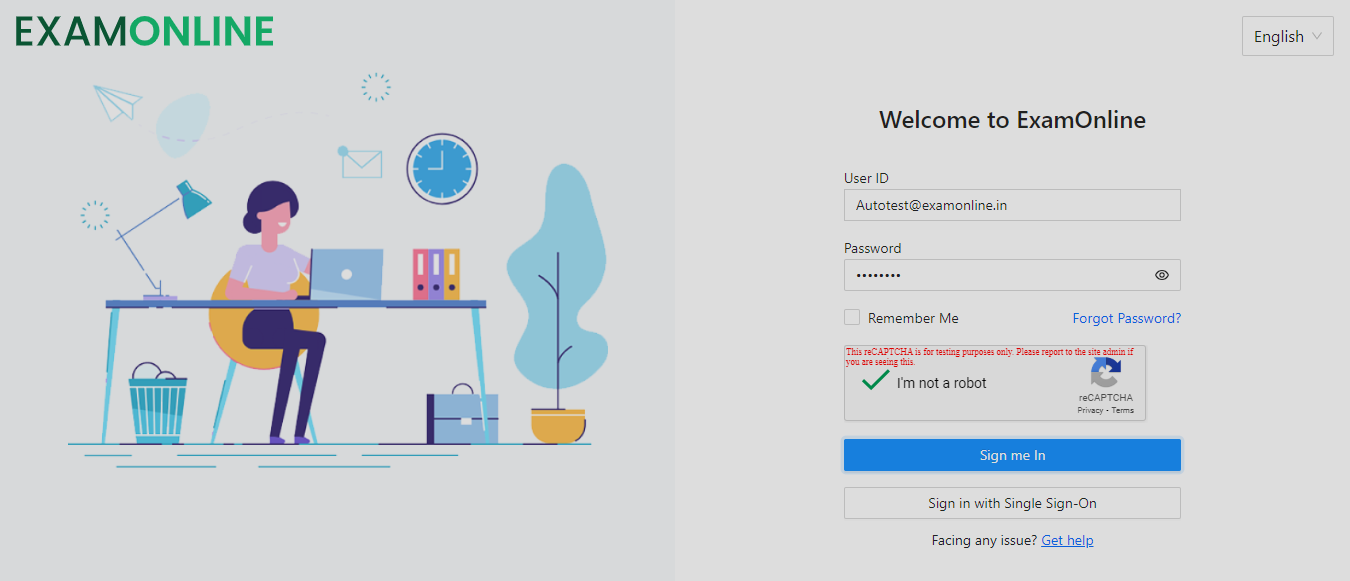 EXAMONLINE
English
Welcome to ExamOnline
User ID
Autotest@examonline.in
Password
••••••••
Remember Me
Forgot Password?
This reCAPTCHA is for testing purposes only. Please report to the site admin if
you are seeing this.
I'm not a robot
reCAPTCHA
Privacy - Terms
Sign me In
Sign in with Single Sign-On
Facing any issue? Get help